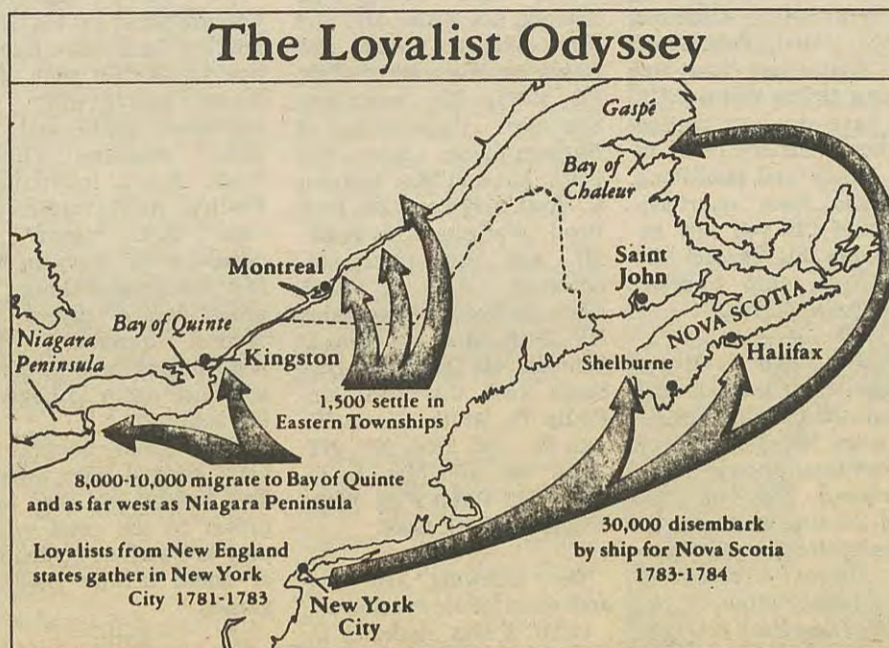 The Loyalist Odyssey
Gaspé
Bay of
Chaleur
Saint
John
Montreal
NOVA SCOTIA
Niagara
Peninsula
Bay of Quinte
Kingston
Shelburne
Halifax
1,500 settle in
Eastern Townships
8,000-10,000 migrate to Bay of Quinte
and as far west as Niagara Peninsula
Loyalists from New England
states gather in New York
City 1781-1783
30,000 disembark
by ship for Nova Scotia
1783-1784
New York
City